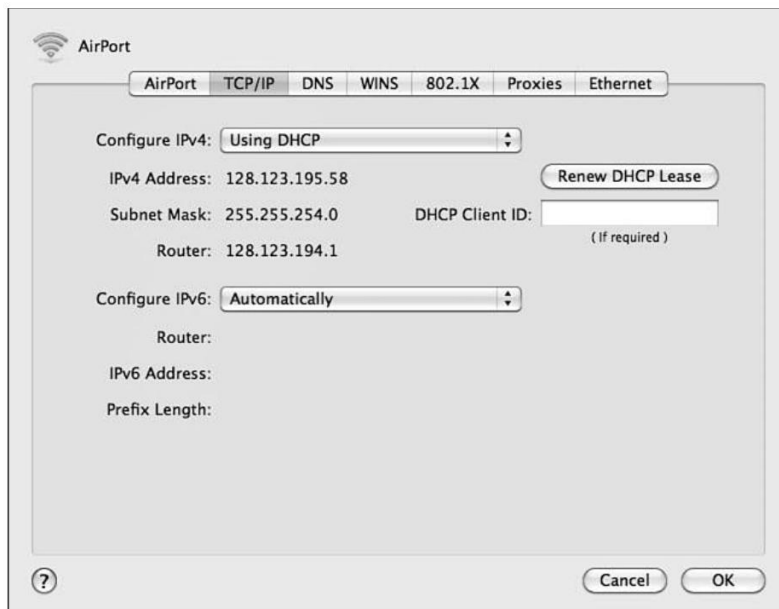 AirPort
AirPort TCP/IP DNS WINS 802.1X Proxies Ethernet
Configure IPv4: Using DHCP
IPv4 Address: 128.123.195.58 Renew DHCP Lease
Subnet Mask: 255.255.254.0 DHCP Client ID:
( If required )
Router: 128.123.194.1
Configure IPv6: Automatically
Router:
IPv6 Address:
Prefix Length:
? Cancel OK